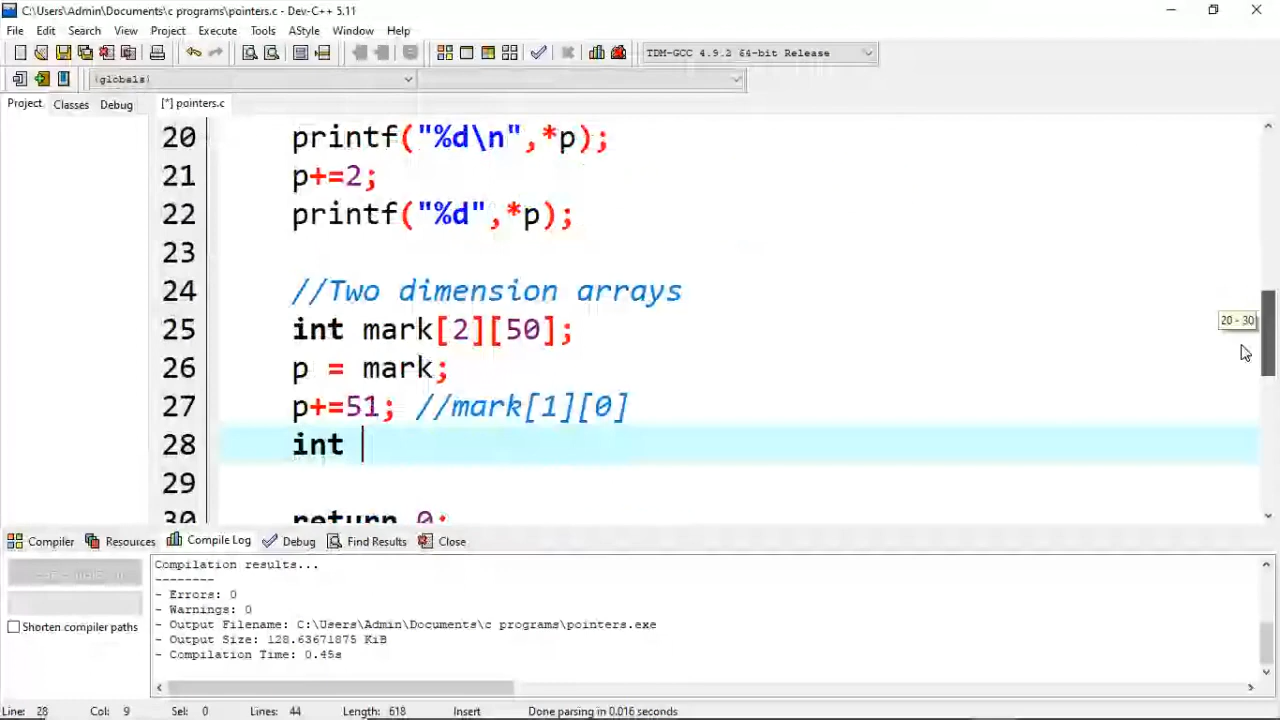 C:\Users\Admin\Documents\c programs\pointers.c - Dev-C++ 5.11
File Edit Search View Project Execute Tools AStyle Window Help
TDM-GCC 4.9.2 64-bit Release
(globals)
Project Classes Debug [*] pointers.c
20 printf("%d\n",*p);
21 p+=2;
22 printf("%d",*p);
23
24 //Two dimension arrays
25 int mark[2][50];
20 - 30
26 p = mark;
27 p+=51; //mark[1][0]
28 int
29
30 return 0;
Compiler Resources Compile Log Debug Find Results Close
Compilation results...
--------
- Errors: 0
- Warnings: 0
- Output Filename: C:\Users\Admin\Documents\c programs\pointers.exe
- Output Size: 128.63671875 KiB
- Compilation Time: 0.45s
Shorten compiler paths
Line: 28 Col: 9 Sel: 0 Lines: 44 Length: 618 Insert Done parsing in 0.016 seconds